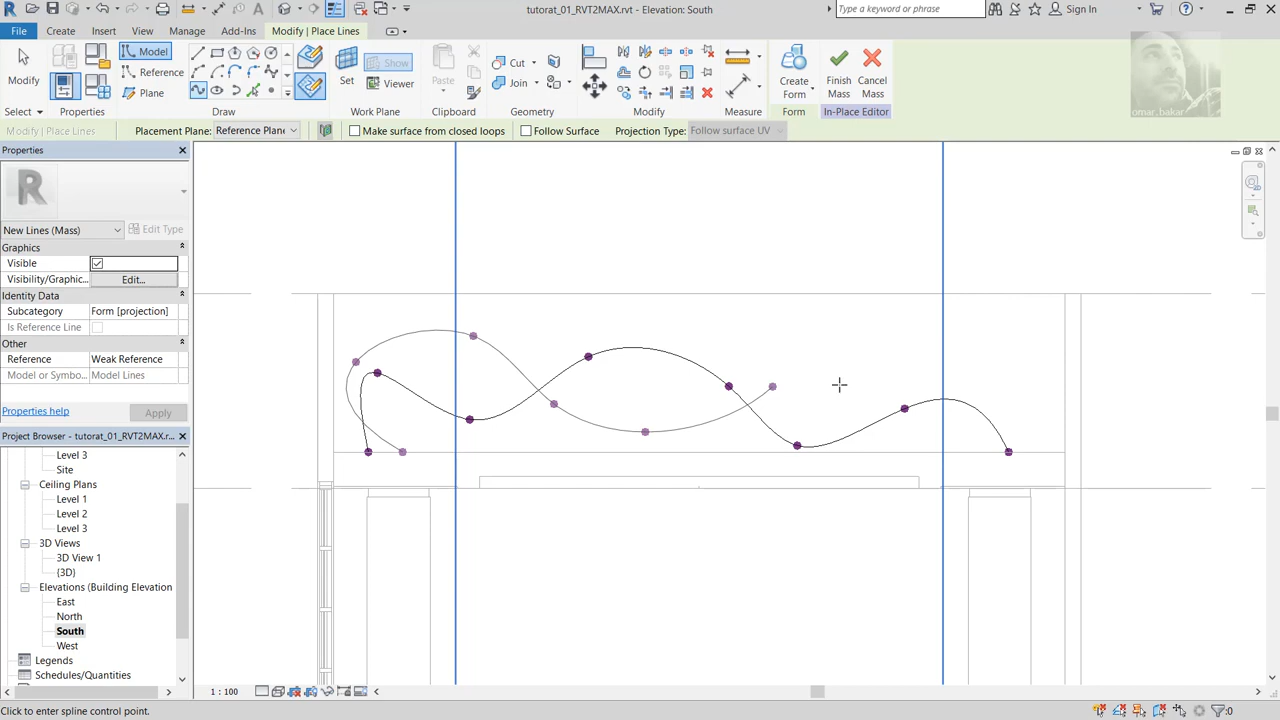 tutorat_01_RVT2MAX.rvt - Elevation: South
Type a keyword or phrase
Sign In
File
Create
Insert
View
Manage
Add-Ins
Modify | Place Lines
Modify
Model
Reference
Plane
Set
Show
Viewer
Paste
Cut
Join
Create
Form
Finish
Mass
Cancel
Mass
Select
Properties
Draw
Work Plane
Clipboard
Geometry
Modify
Measure
Form
In-Place Editor
omar_bakar
Modify | Place Lines
Placement Plane:
Reference Plane
Make surface from closed loops
Follow Surface
Projection Type:
Follow surface UV
Properties
R
New Lines (Mass)
Edit Type
Graphics
Visible
Visibility/Graphic...
Edit...
Identity Data
Subcategory
Form [projection]
Is Reference Line
Other
Reference
Weak Reference
Model or Symbo...
Model Lines
Properties help
Apply
Project Browser - tutorat_01_RVT2MAX.r...
Level 3
Site
Ceiling Plans
Level 1
Level 2
Level 3
3D Views
3D View 1
{3D}
Elevations (Building Elevation
East
North
South
West
Legends
Schedules/Quantities
1 : 100
Click to enter spline control point.
:0